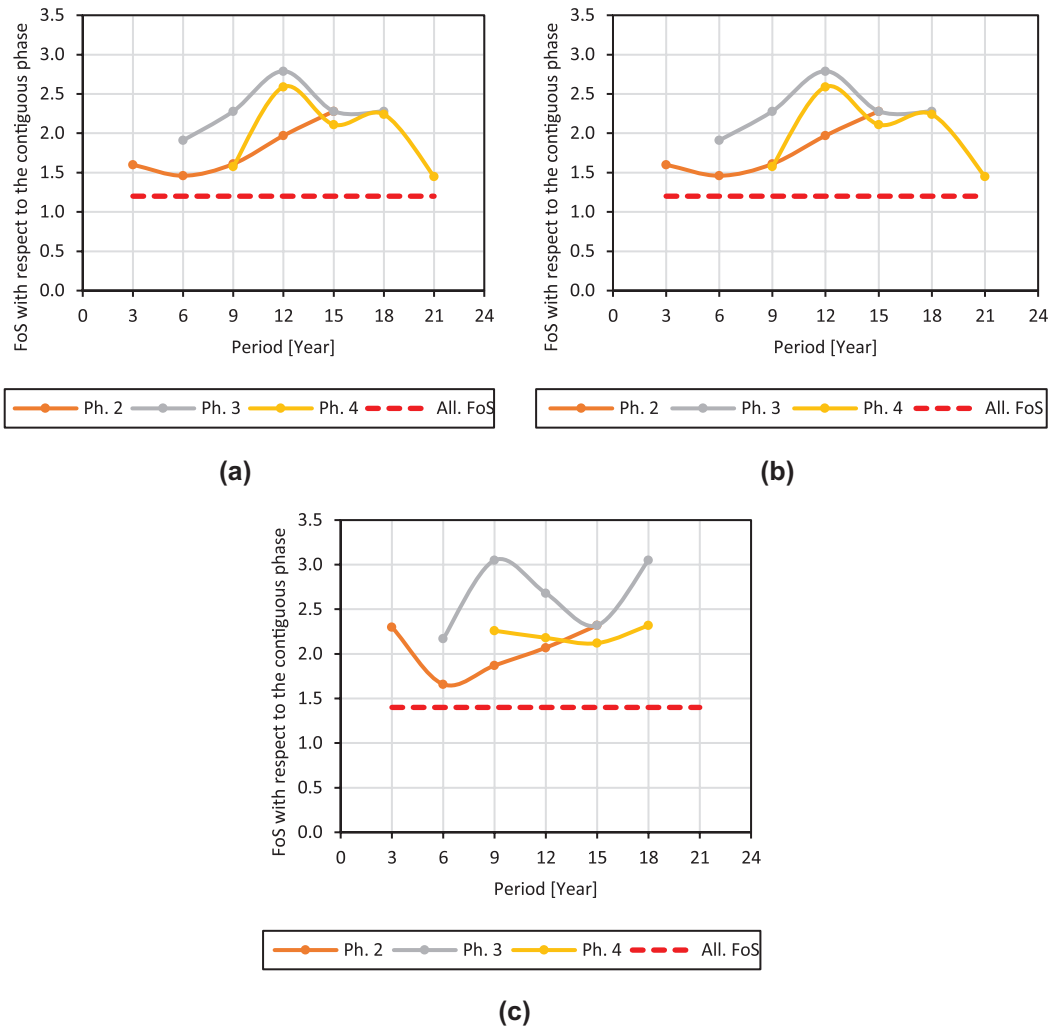 FoS with respect to the contiguous phase
3.5
3.0
2.5
2.0
1.5
1.0
0.5
0.0
0 3 6 9 12 15 18 21 24
Period [Year]
Ph. 2 Ph. 3 Ph. 4 All. FoS
(a)
FoS with respect to the contiguous phase
3.5
3.0
2.5
2.0
1.5
1.0
0.5
0.0
0 3 6 9 12 15 18 21 24
Period [Year]
Ph. 2 Ph. 3 Ph. 4 All. FoS
(b)
FoS with respect to the contiguous phase
3.5
3.0
2.5
2.0
1.5
1.0
0.5
0.0
0 3 6 9 12 15 18 21 24
Period [Year]
Ph. 2 Ph. 3 Ph. 4 All. FoS
(c)